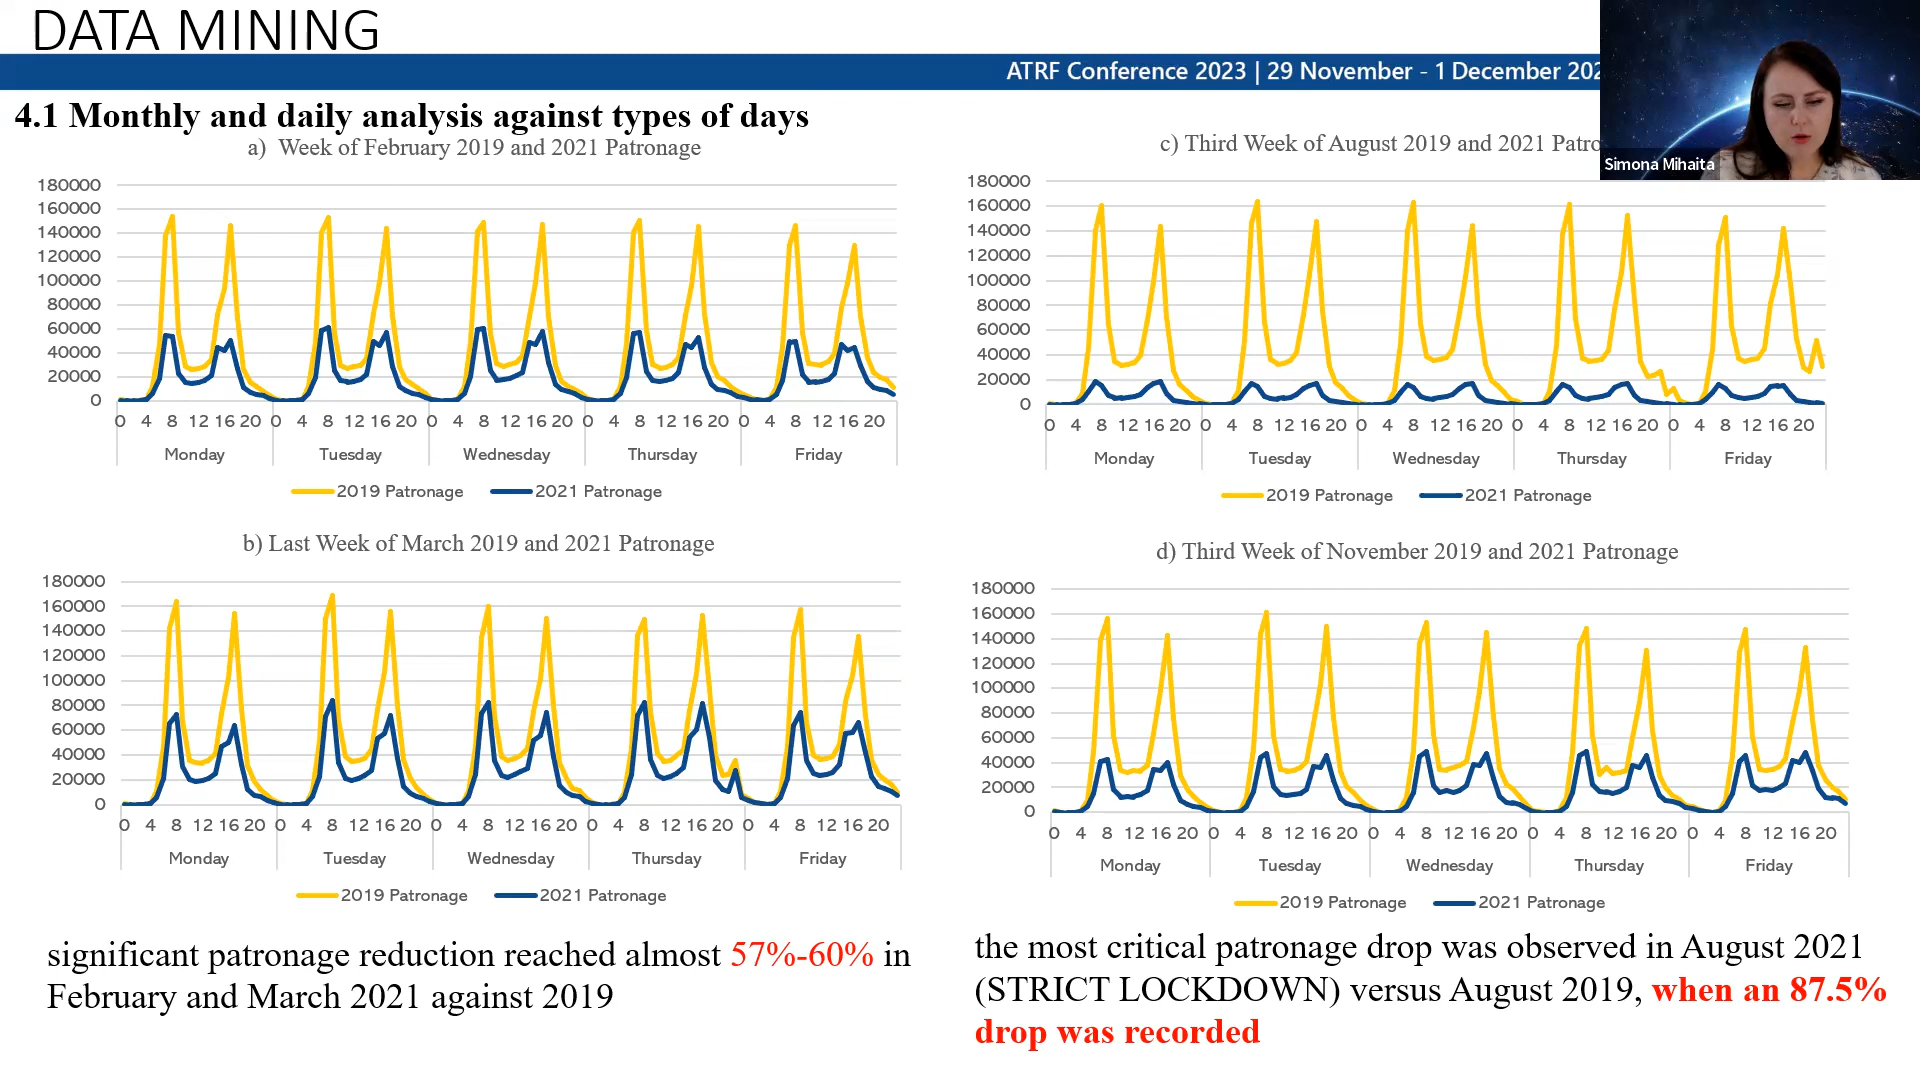 DATA MINING
ATRF Conference 2023 | 29 November - 1 December 202
Simona Mihaita
4.1 Monthly and daily analysis against types of days
a) Week of February 2019 and 2021 Patronage
180000
160000
140000
120000
100000
80000
60000
40000
20000
0
0 4 8 12 16 20 0 4 8 12 16 20 0 4 8 12 16 20 0 4 8 12 16 20 0 4 8 12 16 20
Monday Tuesday Wednesday Thursday Friday
2019 Patronage 2021 Patronage
b) Last Week of March 2019 and 2021 Patronage
180000
160000
140000
120000
100000
80000
60000
40000
20000
0
0 4 8 12 16 20 0 4 8 12 16 20 0 4 8 12 16 20 0 4 8 12 16 20 0 4 8 12 16 20
Monday Tuesday Wednesday Thursday Friday
2019 Patronage 2021 Patronage
significant patronage reduction reached almost 57%-60% in
February and March 2021 against 2019
c) Third Week of August 2019 and 2021 Patro
180000
160000
140000
120000
100000
80000
60000
40000
20000
0
0 4 8 12 16 20 0 4 8 12 16 20 0 4 8 12 16 20 0 4 8 12 16 20 0 4 8 12 16 20
Monday Tuesday Wednesday Thursday Friday
2019 Patronage 2021 Patronage
d) Third Week of November 2019 and 2021 Patronage
180000
160000
140000
120000
100000
80000
60000
40000
20000
0
0 4 8 12 16 20 0 4 8 12 16 20 0 4 8 12 16 20 0 4 8 12 16 20 0 4 8 12 16 20
Monday Tuesday Wednesday Thursday Friday
2019 Patronage 2021 Patronage
the most critical patronage drop was observed in August 2021
(STRICT LOCKDOWN) versus August 2019, when an 87.5%
drop was recorded